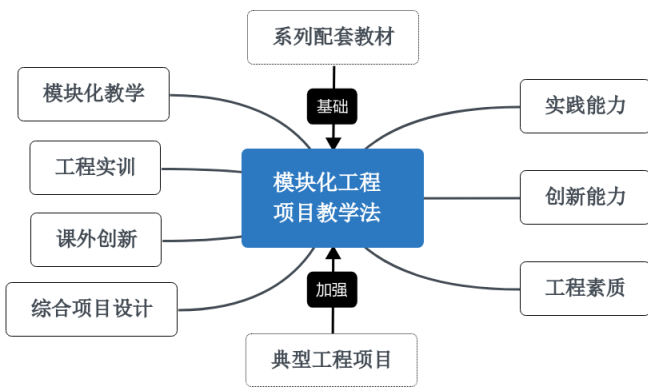 系列配套教材
模块化教学
基础
实践能力
工程实训
模块化工程
项目教学法
创新能力
课外创新
综合项目设计
加强
工程素质
典型工程项目